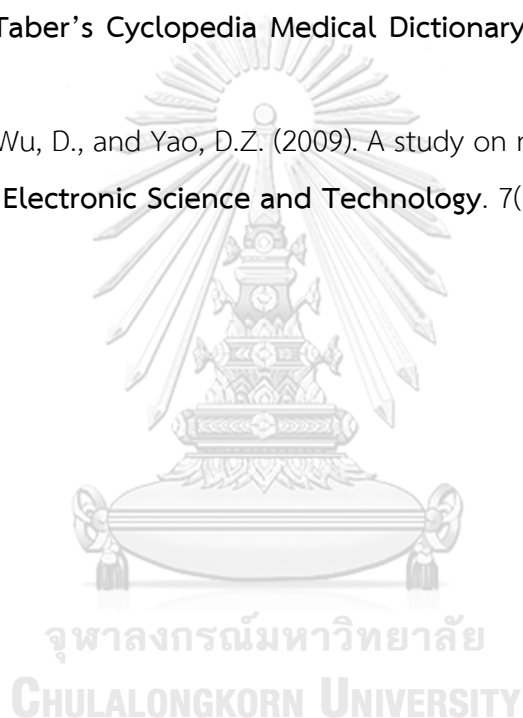 Taber’s Cyclopedia Medical Dictionary
Wu, D., and Yao, D.Z. (2009). A study on
Electronic Science and Technology. 7(
จุฬาลงกรณ์มหาวิทยาลัย
CHULALONGKORN UNIVERSITY